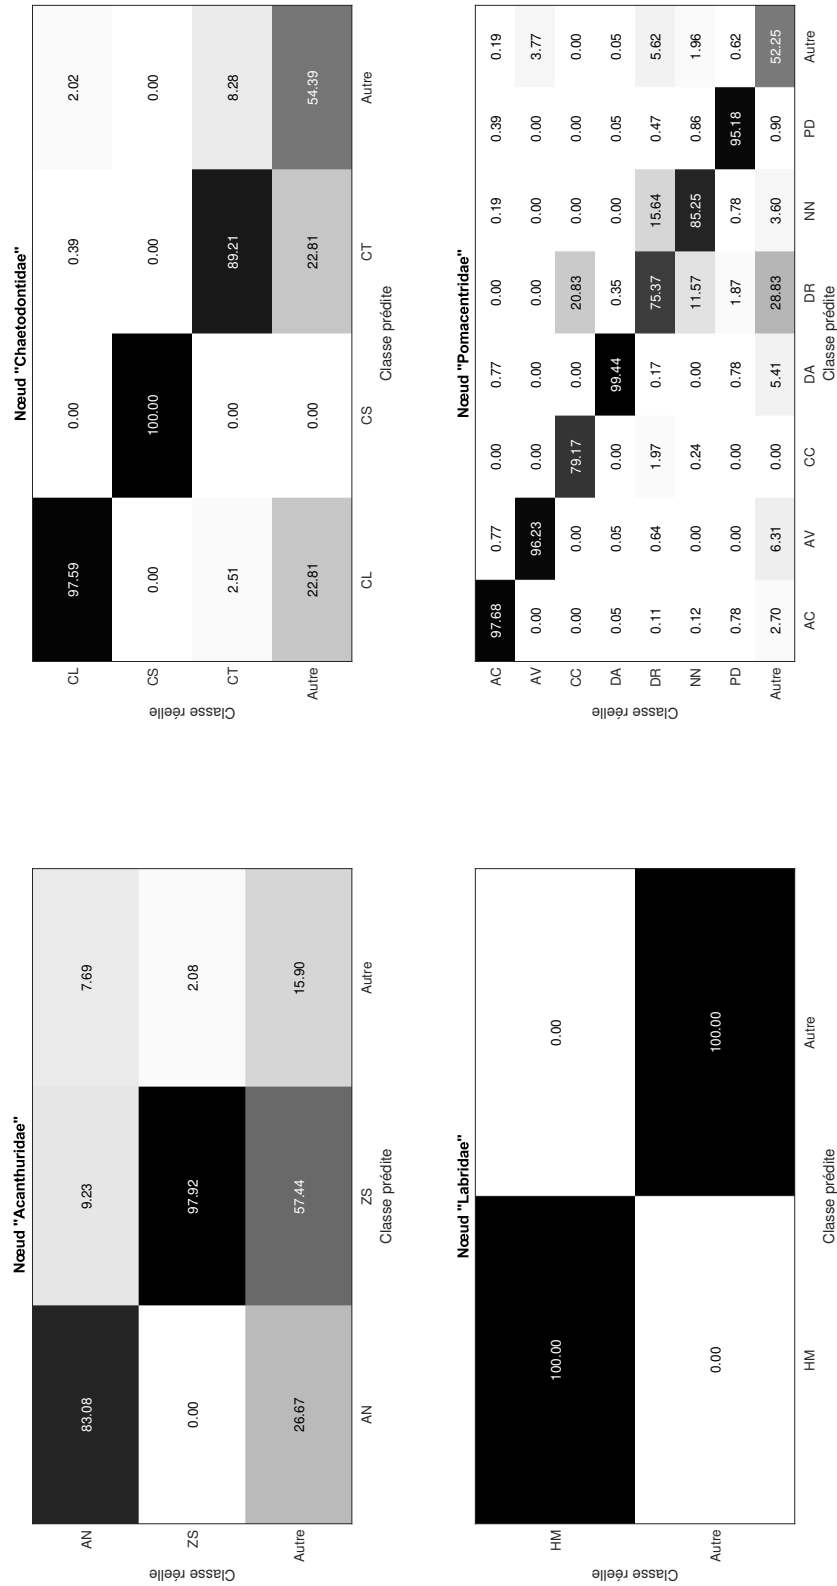 Nœud "Acanthuridae"
AN 83.08 9.23 7.69
ZS 0.00 97.92 2.08
Autre 26.67 57.44 15.90
AN ZS Autre
Classe prédite
Classe réelle
Nœud "Chaetodontidae"
CL 97.59 0.00 0.39 2.02
CS 0.00 100.00 0.00 0.00
CT 2.51 0.00 89.21 8.28
Autre 22.81 0.00 22.81 54.39
CL CS CT Autre
Classe prédite
Classe réelle
Nœud "Labridae"
HM 100.00 0.00
Autre 0.00 100.00
HM Autre
Classe prédite
Classe réelle
Nœud "Pomacentridae"
AC 97.68 0.77 0.00 0.77 0.00 0.19 0.39 0.19
AV 0.00 96.23 0.00 0.00 0.00 0.00 0.00 3.77
CC 0.00 0.00 79.17 0.00 20.83 0.00 0.00 0.00
DA 0.05 0.05 0.00 99.44 0.35 0.00 0.05 0.05
DR 0.11 0.64 1.97 0.17 75.37 15.64 0.47 5.62
NN 0.12 0.00 0.24 0.00 11.57 85.25 0.86 1.96
PD 0.78 0.00 0.00 0.78 1.87 0.78 95.18 0.62
Autre 2.70 6.31 0.00 5.41 28.83 3.60 0.90 52.25
AC AV CC DA DR NN PD Autre
Classe prédite
Classe réelle